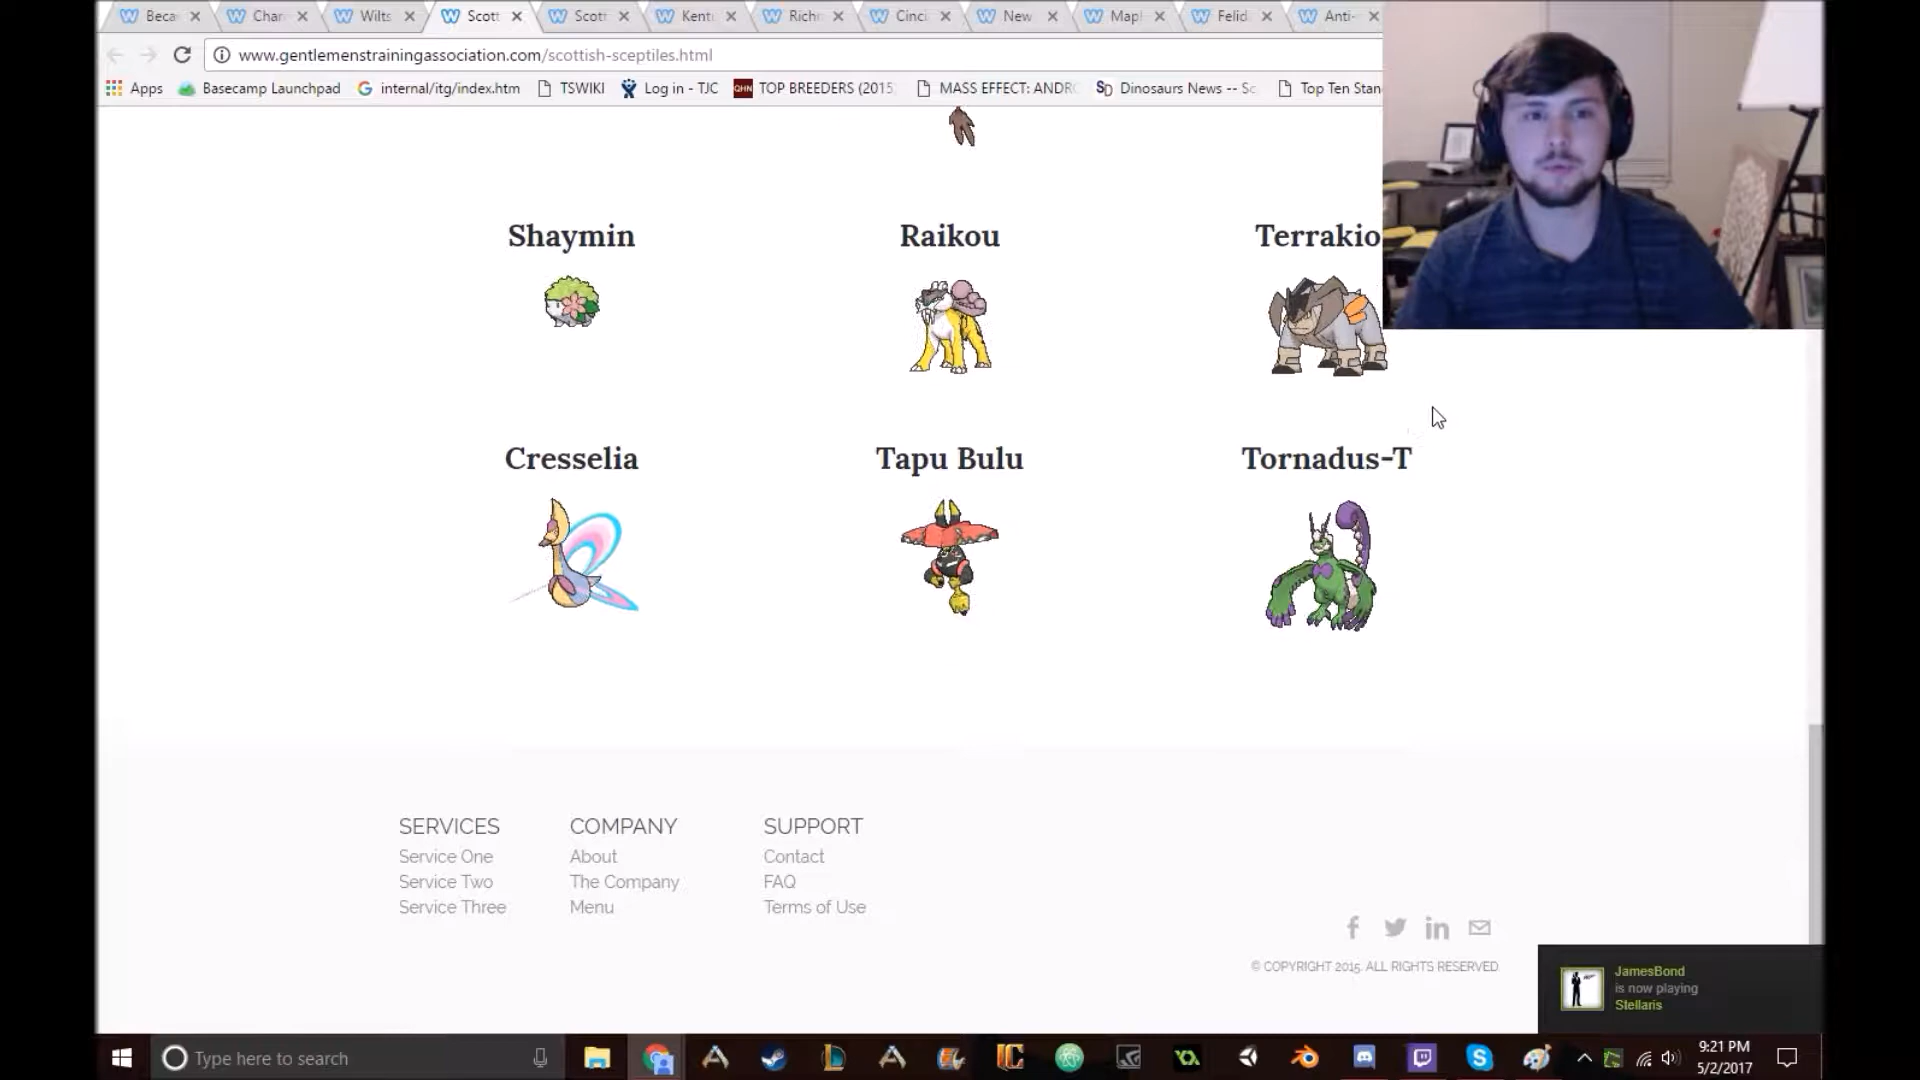 Beca
Char
Wilts
Scott
Scott
Kent
Rich
Cinci
New
Mapl
Felid
Anti-
www.gentlemenstrainingassociation.com/scottish-sceptiles.html
Apps
Basecamp Launchpad
internal/itg/index.htm
TSWIKI
Log in - TJC
QHN
TOP BREEDERS (2015
MASS EFFECT: ANDR
SD
Dinosaurs News -- Sc
Top Ten Stan
Shaymin
Raikou
Terrakio
Cresselia
Tapu Bulu
Tornadus-T
SERVICES
Service One
Service Two
Service Three
COMPANY
About
The Company
Menu
SUPPORT
Contact
FAQ
Terms of Use
© COPYRIGHT 2015. ALL RIGHTS RESERVED
JamesBond
is now playing
Stellaris
Type here to search
9:21 PM
5/2/2017